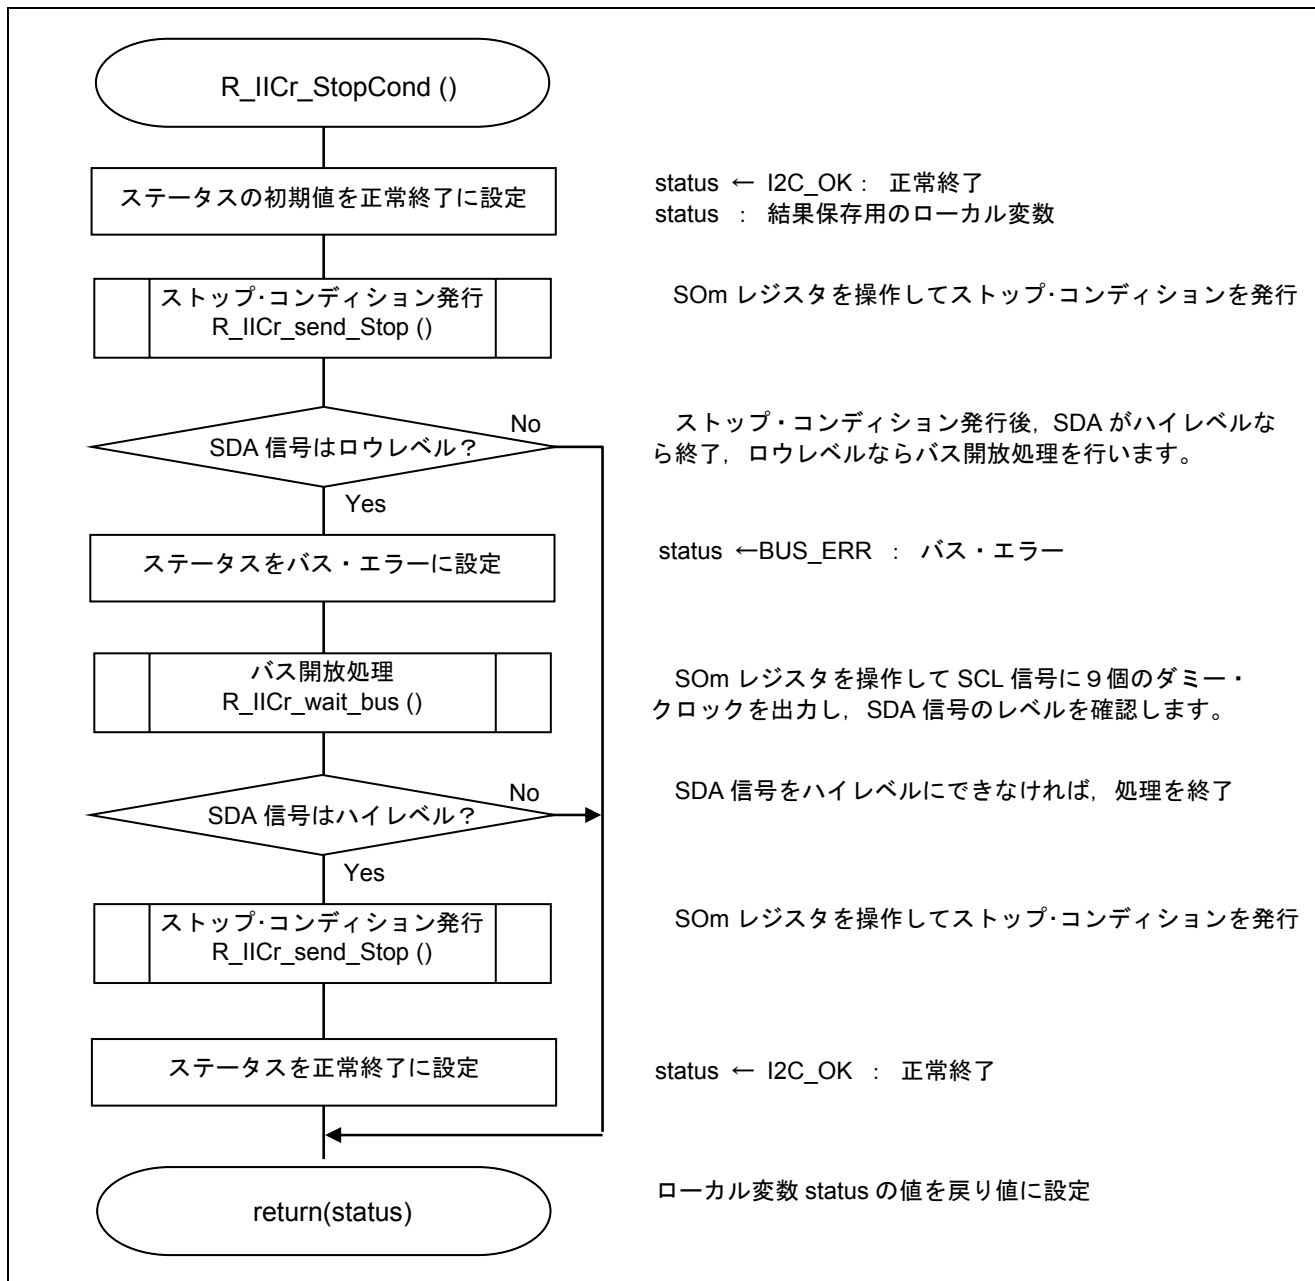 R_IICr_StopCond ()
ステータスの初期値を正常終了に設定
status ← I2C_OK： 正常終了
status ： 結果保存用のローカル変数
ストップ･コンディション発行
R_IICr_send_Stop ()
SOm レジスタを操作してストップ･コンディションを発行
SDA 信号はロウレベル？
No
Yes
ストップ・コンディション発行後，SDA がハイレベルな
ら終了，ロウレベルならバス開放処理を行います。
ステータスをバス・エラーに設定
status ←BUS_ERR ： バス・エラー
バス開放処理
R_IICr_wait_bus ()
SOm レジスタを操作して SCL 信号に９個のダミー・
クロックを出力し，SDA 信号のレベルを確認します。
SDA 信号はハイレベル？
No
Yes
SDA 信号をハイレベルにできなければ，処理を終了
ストップ･コンディション発行
R_IICr_send_Stop ()
SOm レジスタを操作してストップ･コンディションを発行
ステータスを正常終了に設定
status ← I2C_OK ： 正常終了
return(status)
ローカル変数 status の値を戻り値に設定